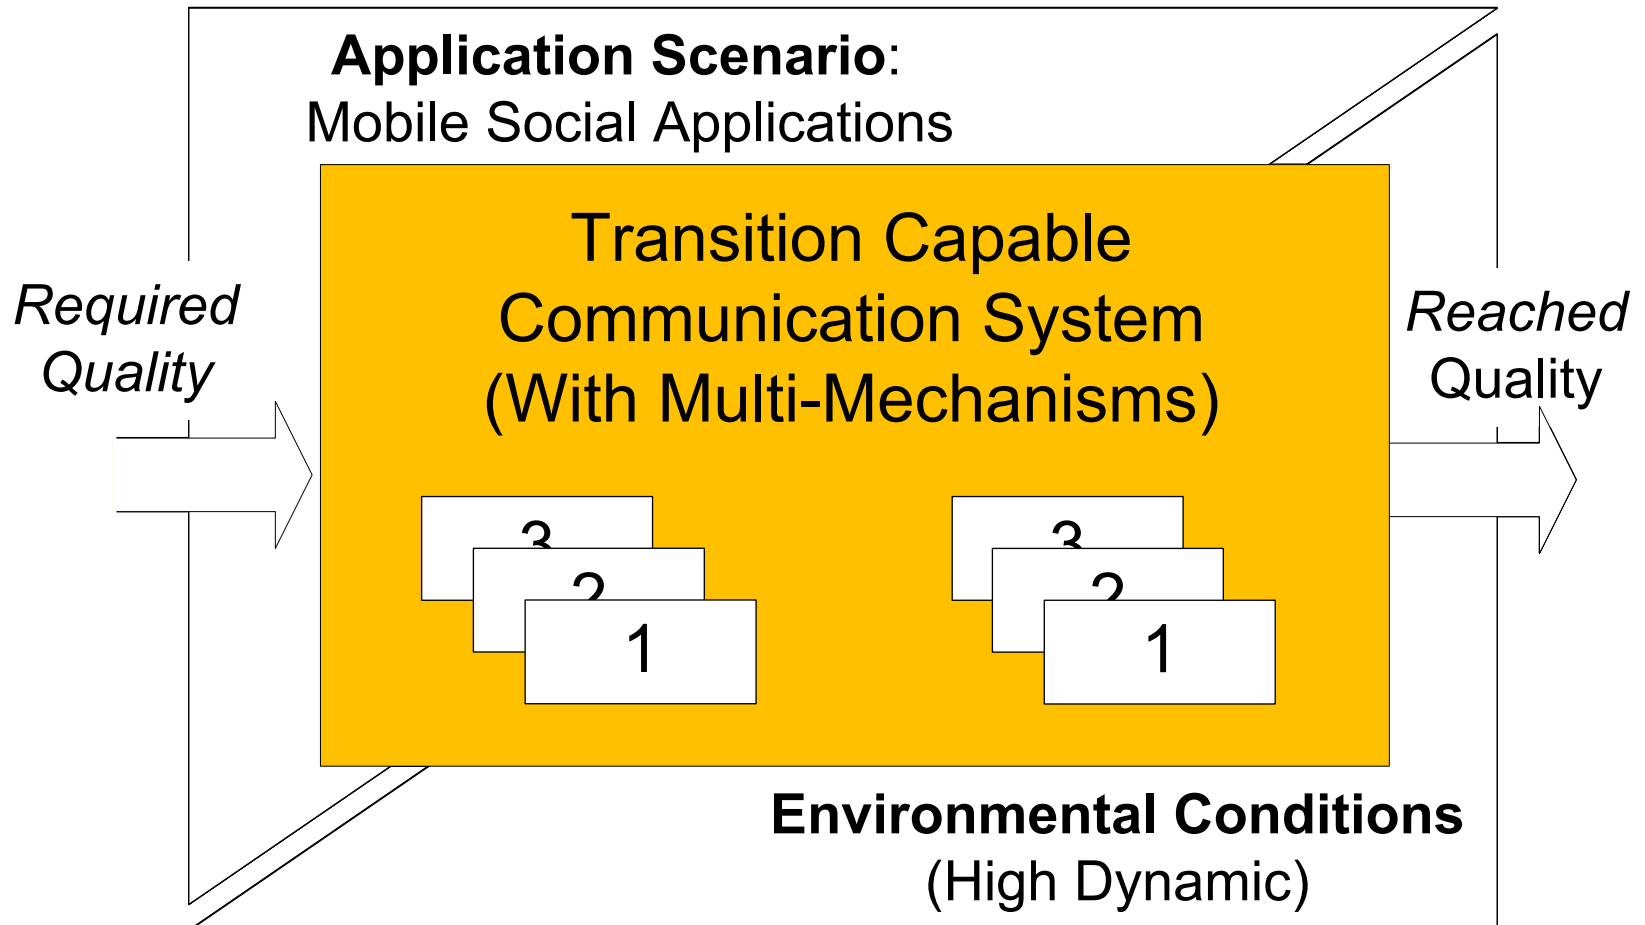 Application Scenario:
Mobile Social Applications
Transition Capable
Communication System
(With Multi-Mechanisms)
Required
Quality
Reached
Quality
3
2
1
3
2
1
Environmental Conditions
(High Dynamic)